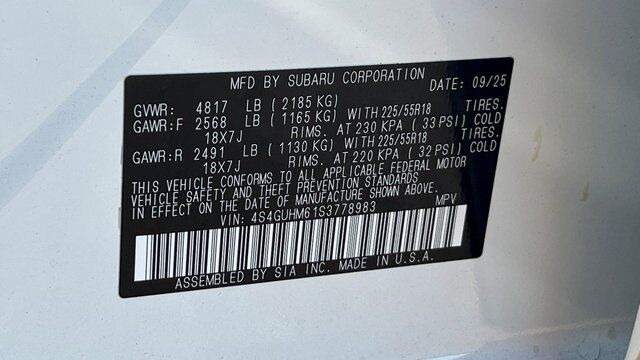 MFD BY SUBARU CORPORATION DATE: 09/25
GVWR: 4817 LB ( 2185 KG)
GAWR:F 2568 LB ( 1165 KG) WITH 225/55R18 TIRES.
18X7J RIMS. AT 230 KPA ( 33 PSI) COLD
GAWR:R 2491 LB ( 1130 KG) WITH 225/55R18 TIRES.
18X7J RIMS. AT 220 KPA ( 32 PSI) COLD
THIS VEHICLE CONFORMS TO ALL APPLICABLE FEDERAL MOTOR
VEHICLE SAFETY AND THEFT PREVENTION STANDARDS
IN EFFECT ON THE DATE OF MANUFACTURE SHOWN ABOVE.
VIN: 4S4GUHM61S3778983 MPV
ASSEMBLED BY SIA INC. MADE IN U.S.A.